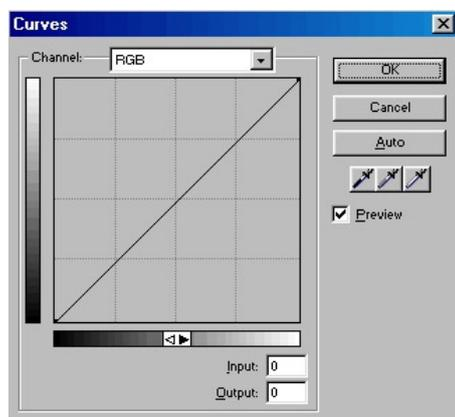 Curves
Channel: RGB
OK
Cancel
Auto
Preview
Input: 0
Output: 0